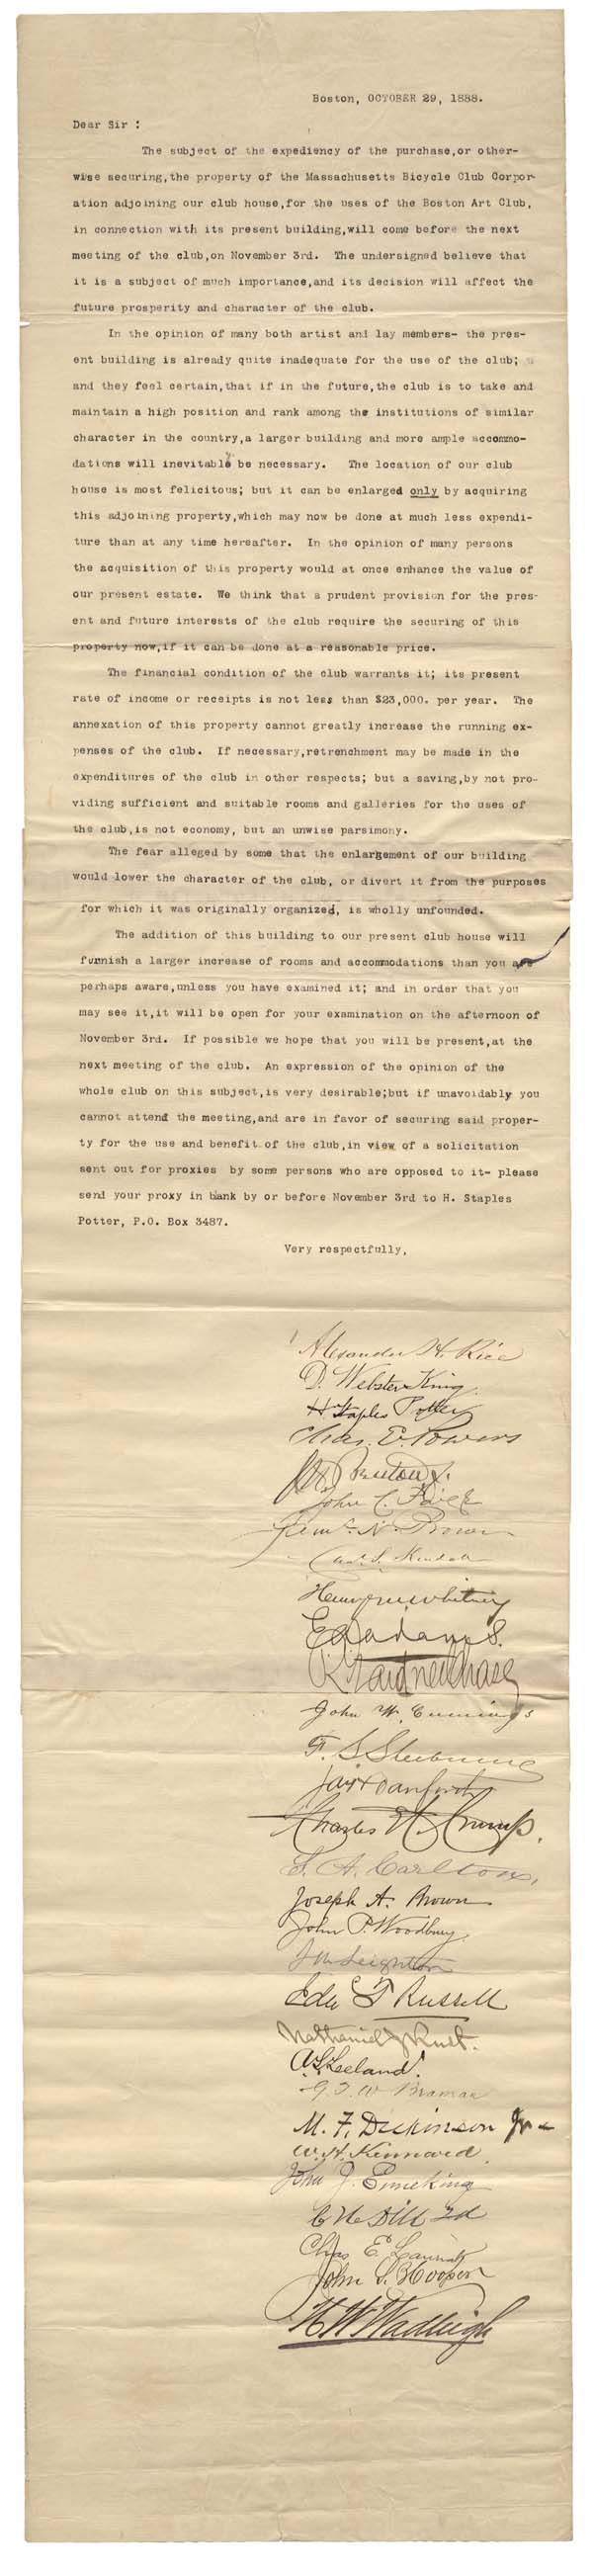 Boston, OCTOBER 29, 1888.
Dear Sir :
The subject of the expediency of the purchase,or other-
wise securing,the property of the Massachusetts Bicycle Club Corpor-
ation adjoining our club house,for the uses of the Boston Art Club,
in connection with its present building,will come before the next
meeting of the club,on November 3rd. The undersigned believe that
it is a subject of much importance,and its decision will affect the
future prosperity and character of the club.
In the opinion of many both artist and lay members- the pres-
ent building is already quite inadequate for the use of the club;
and they feel certain,that if in the future,the club is to take and
maintain a high position and rank among the institutions of similar
character in the country,a larger building and more ample accommo-
dations will inevitably be necessary. The location of our club
house is most felicitous; but it can be enlarged only by acquiring
this adjoining property,which may now be done at much less expendi-
ture than at any time hereafter. In the opinion of many persons
the acquisition of this property would at once enhance the value of
our present estate. We think that a prudent provision for the pres-
ent and future interests of the club require the securing of this
property now,if it can be done at a reasonable price.
The financial condition of the club warrants it; its present
rate of income or receipts is not less than $23,000. per year. The
annexation of this property cannot greatly increase the running ex-
penses of the club. If necessary,retrenchment may be made in the
expenditures of the club in other respects; but a saving,by not pro-
viding sufficient and suitable rooms and galleries for the uses of
the club,is not economy, but an unwise parsimony.
The fear alleged by some that the enlargement of our building
would lower the character of the club, or divert it from the purposes
for which it was originally organized, is wholly unfounded.
The addition of this building to our present club house will
furnish a larger increase of rooms and accommodations than you are
perhaps aware,unless you have examined it; and in order that you
may see it,it will be open for your examination on the afternoon of
November 3rd. If possible we hope that you will be present,at the
next meeting of the club. An expression of the opinion of the
whole club on this subject,is very desirable;but if unavoidably you
cannot attend the meeting,and are in favor of securing said proper-
ty for the use and benefit of the club,in view of a solicitation
sent out for proxies by some persons who are opposed to it- please
send your proxy in blank by or before November 3rd to H. Staples
Potter, P.O. Box 3487.
Very respectfully,
Alexander H. Rice
D. Webster King
H Staples Potter
Chas. E. Powers
John C. Paige
N. Brown
Henry M Whitney
E A Adams.
R Gardner Chase
John W. Cummings
F. S
Jas Danforth
Charles H. Crump.
S. A. Carlton.
Joseph A. Brown
John P. Woodbury.
Leighton
Edw T Russell
Nathaniel J Rust.
A. S. Leland.
G. T. W. Braman
M. F. Dickinson Jr
W. H. Kennard.
John J. Enneking
Dill 2d
Chas E. Lauriat
John S. Hooper
Wadleigh